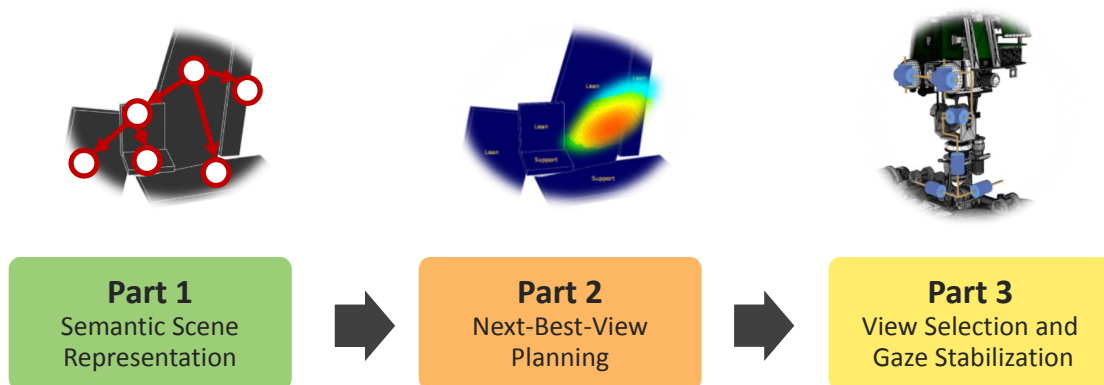 Lean
Lean
Lean
Support
Support
Part 1
Semantic Scene
Representation
Part 2
Next-Best-View
Planning
Part 3
View Selection and
Gaze Stabilization